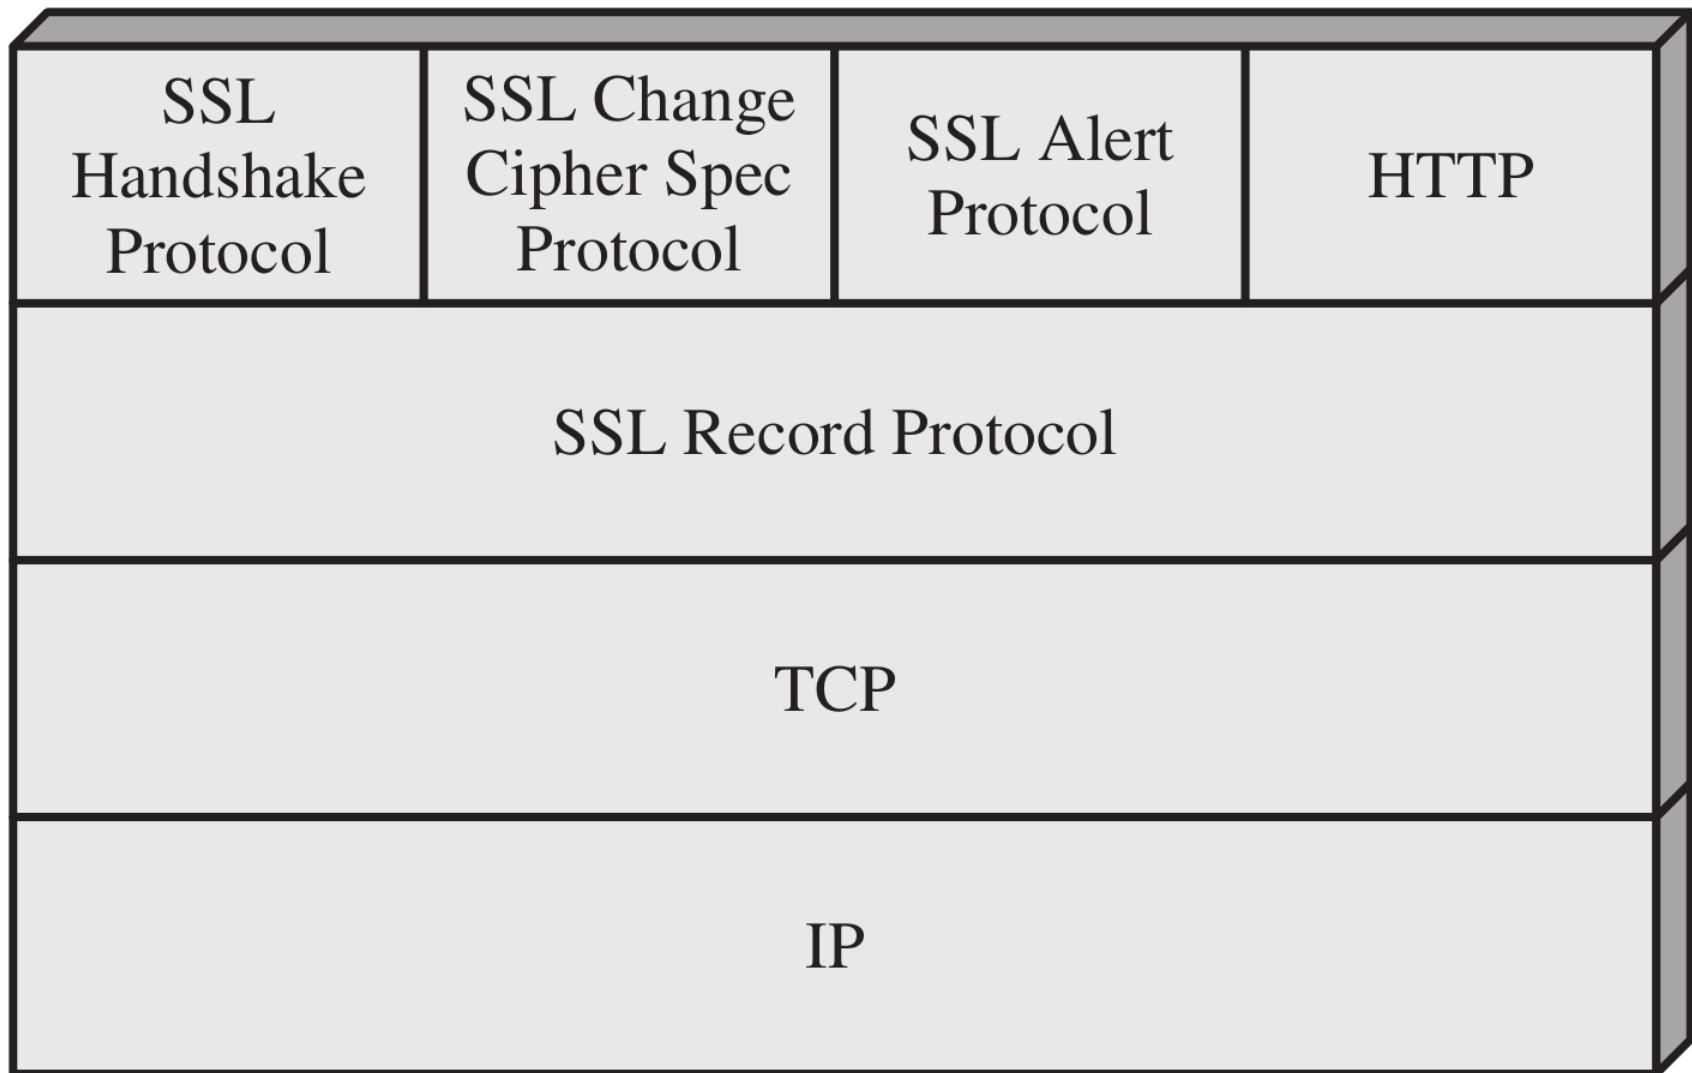 SSL
Handshake
Protocol
SSL Change
Cipher Spec
Protocol
SSL Alert
Protocol
HTTP
SSL Record Protocol
TCP
IP